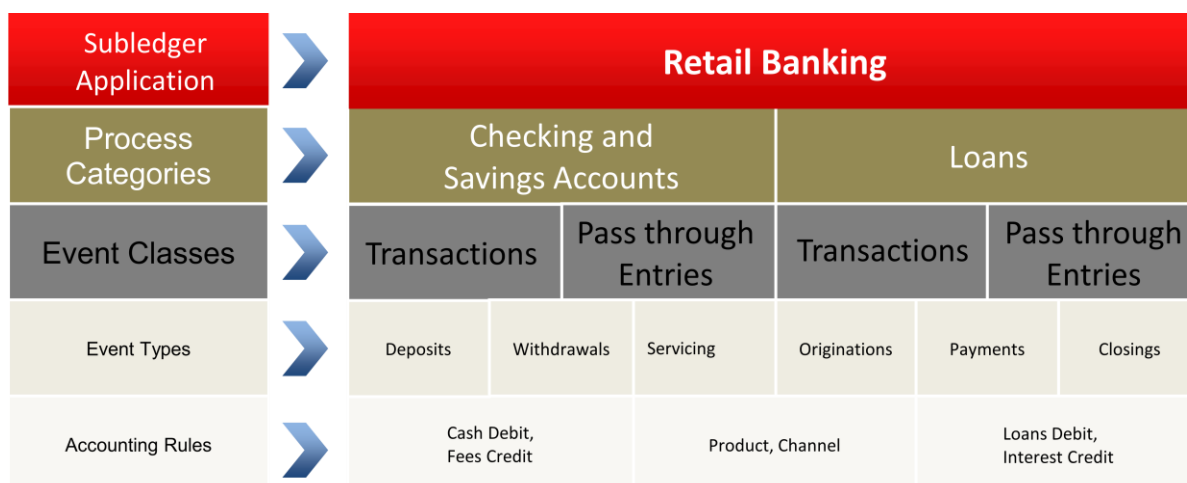 Subledger
Application
Retail Banking
Process
Categories
Checking and
Savings Accounts
Loans
Event Classes
Transactions
Pass through
Entries
Transactions
Pass through
Entries
Event Types
Deposits
Withdrawals
Servicing
Originations
Payments
Closings
Accounting Rules
Cash Debit,
Fees Credit
Product, Channel
Loans Debit,
Interest Credit